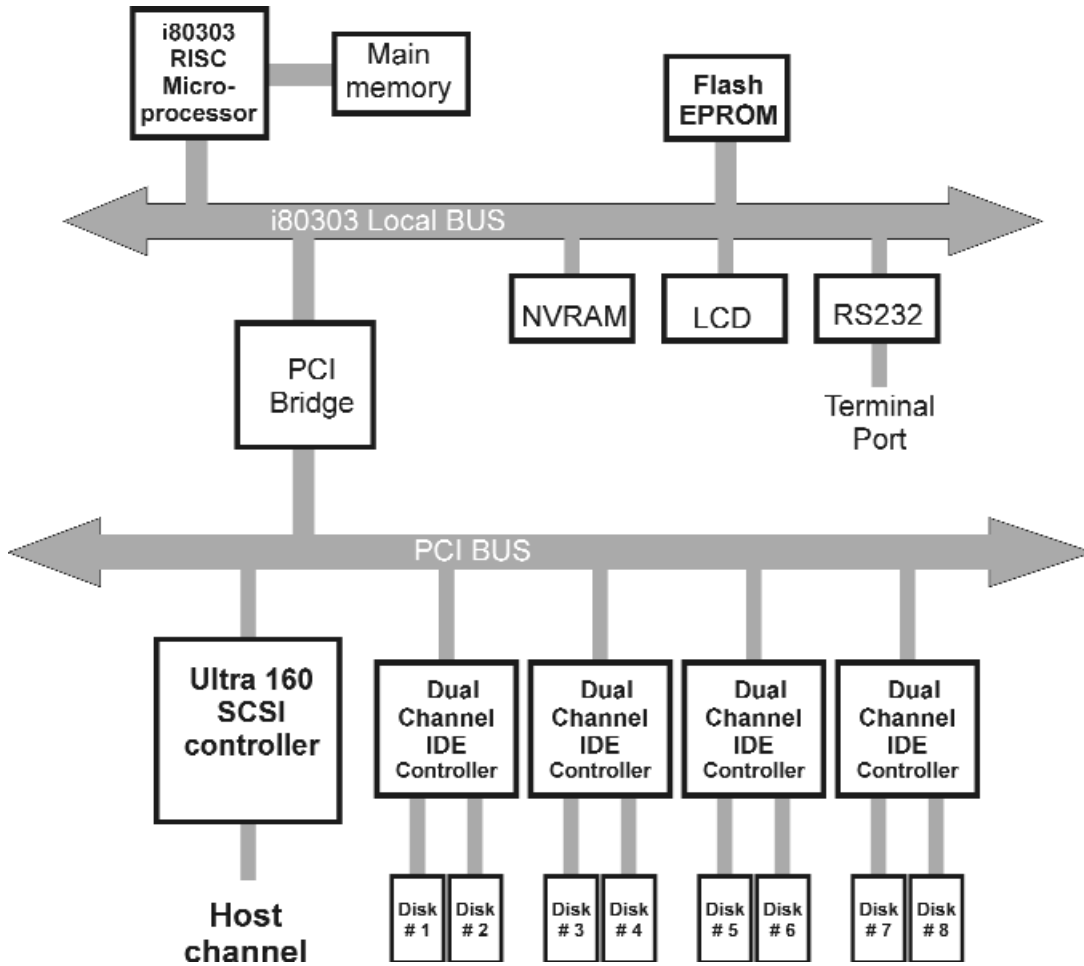 i80303
RISC
Micro-
processor
Main
memory
Flash
EPROM
i80303 Local BUS
NVRAM
LCD
RS232
Terminal
Port
PCI
Bridge
PCI BUS
Ultra 160
SCSI
controller
Host
channel
Dual
Channel
IDE
Controller
Dual
Channel
IDE
Controller
Dual
Channel
IDE
Controller
Dual
Channel
IDE
Controller
Disk
# 1
Disk
# 2
Disk
# 3
Disk
# 4
Disk
# 5
Disk
# 6
Disk
# 7
Disk
# 8